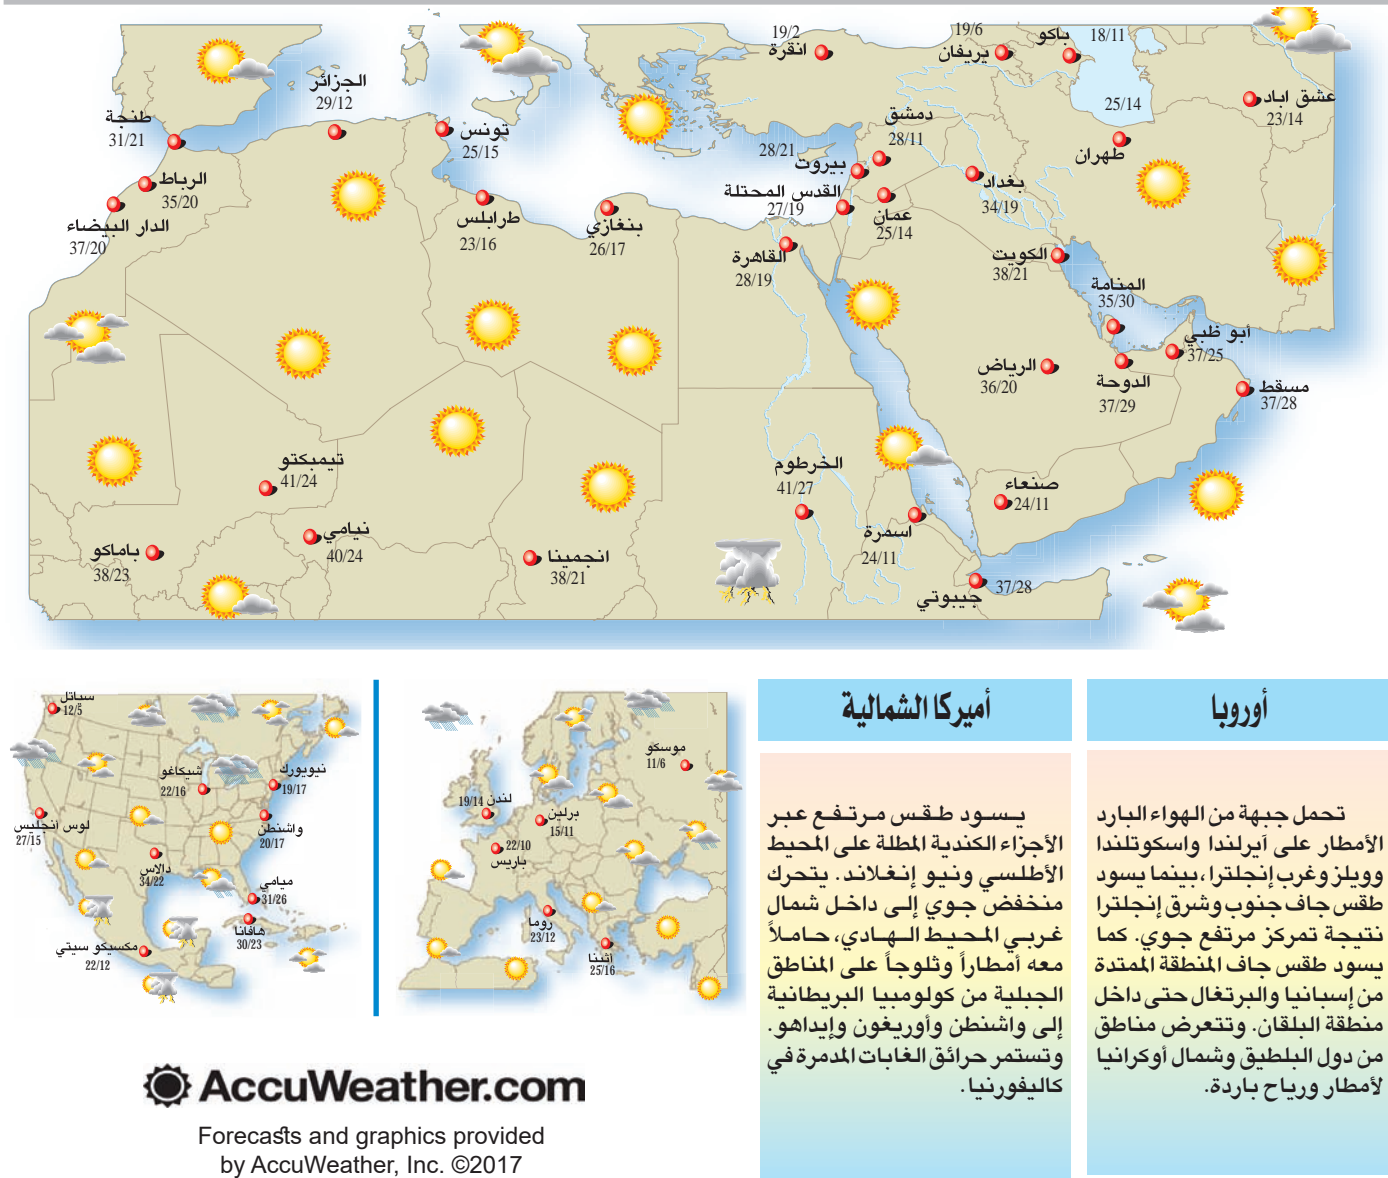 19/2
انقرة
19/6
يريفان
باكو
18/11
25/14
عشق اباد
23/14
الجزائر
29/12
طنجة
31/21
تونس
25/15
دمشق
28/11
28/21
بيروت
طهران
الرباط
35/20
القدس المحتلة
27/19
بغداد
34/19
الدار البيضاء
37/20
طرابلس
23/16
بنغازي
26/17
عمان
25/14
القاهرة
28/19
الكويت
38/21
المنامة
35/30
أبو ظبي
37/25
الرياض
36/20
الدوحة
37/29
مسقط
37/28
تيمبكتو
41/24
الخرطوم
41/27
صنعاء
24/11
نيامي
40/24
باماكو
38/23
انجمينا
38/21
اسمرة
24/11
37/28
جيبوتي
سياتل
12/5
شيكاغو
22/16
نيويورك
19/17
لوس أنجليس
27/15
واشنطن
20/17
دالاس
34/22
ميامي
31/26
هافانا
30/23
مكسيكو سيتي
22/12
موسكو
11/6
لندن 19/14
برلين
15/11
22/10
باريس
روما
23/12
أثينا
25/16
أوروبا
تحمل جبهة من الهواء البارد
الأمطار على آيرلندا واسكوتلندا
وويلز وغرب إنجلترا، بينما يسود
طقس جاف جنوب وشرق إنجلترا
نتيجة تمركز مرتفع جوي. كما
يسود طقس جاف المنطقة الممتدة
من إسبانيا والبرتغال حتى داخل
منطقة البلقان. وتتعرض مناطق
من دول البلطيق وشمال أوكرانيا
لأمطار ورياح باردة.
أميركا الشمالية
يسود طقس مرتفع عبر
الأجزاء الكندية المطلة على المحيط
الأطلسي ونيو إنغلاند. يتحرك
منخفض جوي إلى داخل شمال
غربي المحيط الهادي، حاملاً
معه أمطاراً وثلوجاً على المناطق
الجبلية من كولومبيا البريطانية
إلى واشنطن وأوريغون وإيداهو.
وتستمر حرائق الغابات المدمرة في
كاليفورنيا.
AccuWeather.com
Forecasts and graphics provided
by AccuWeather, Inc. ©2017